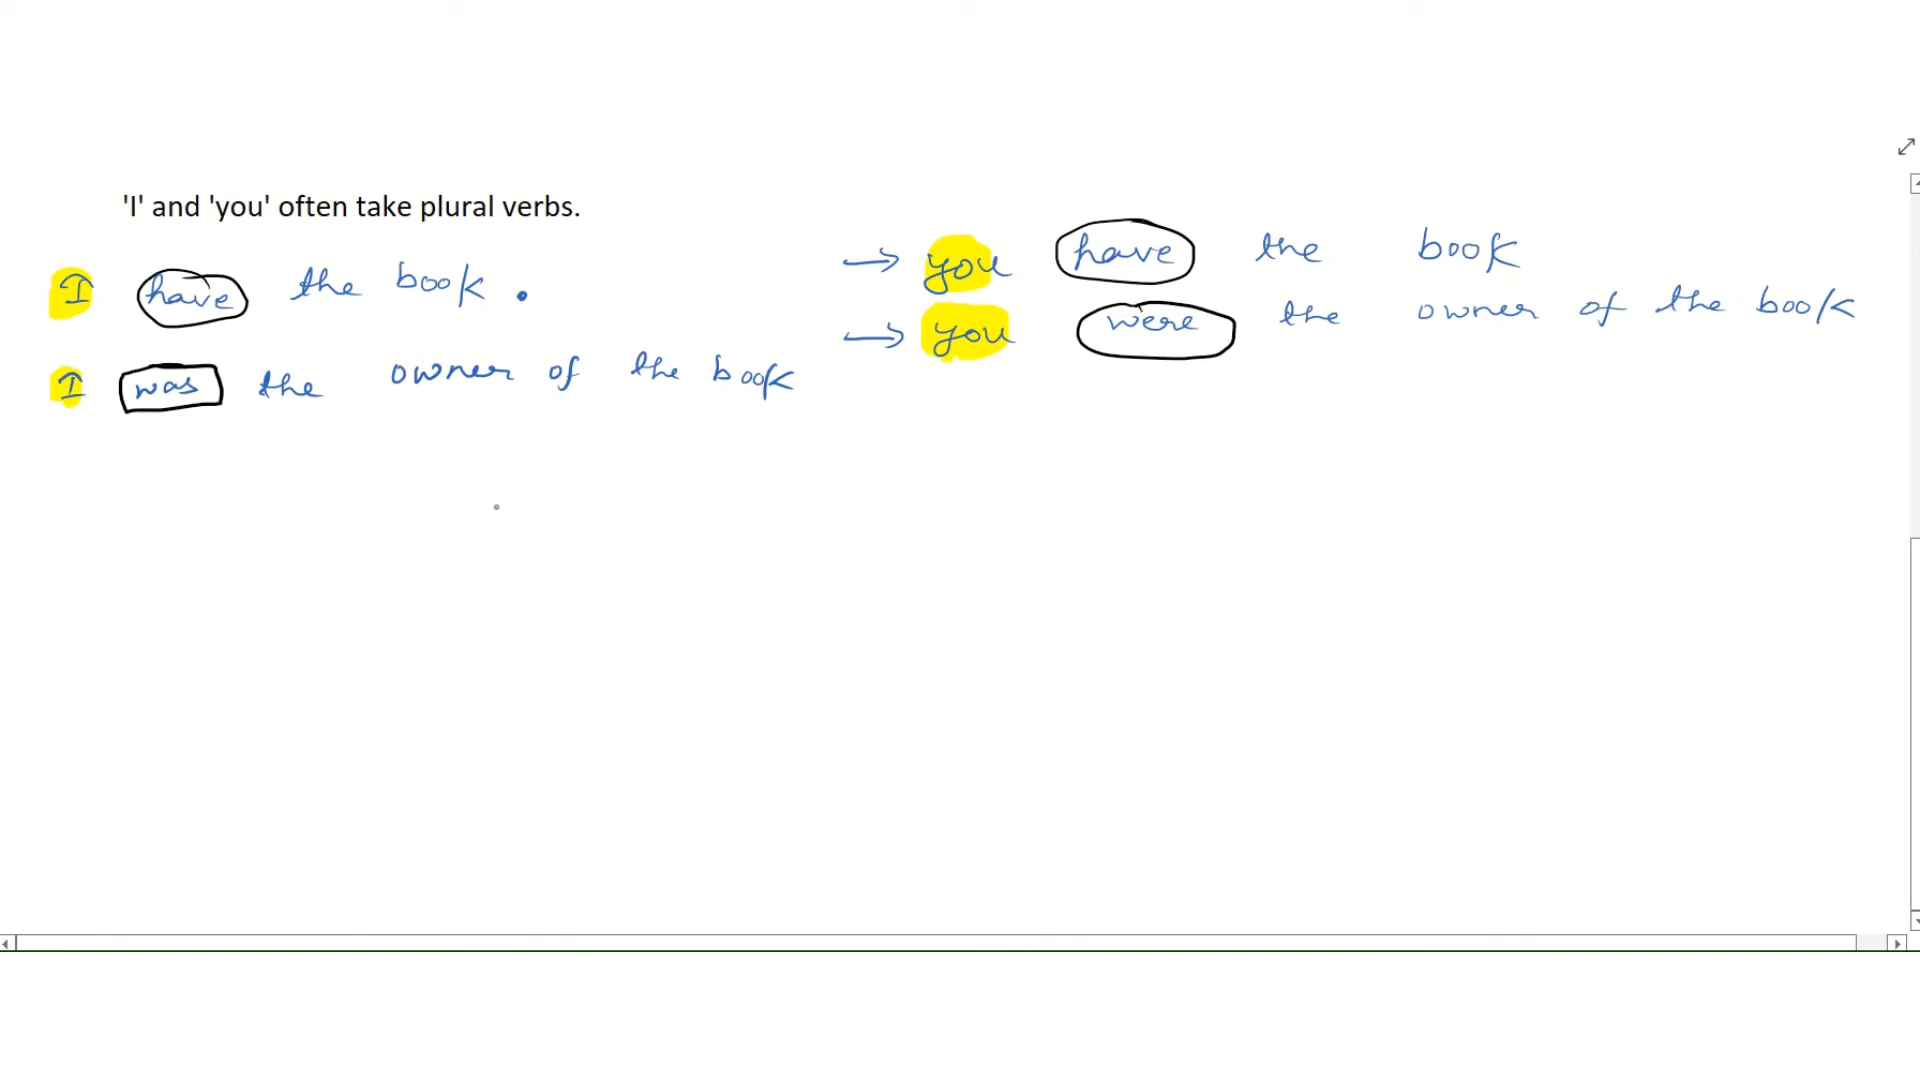 'I' and 'you' often take plural verbs.
I have the book.
I was the owner of the book
→ you have the book
→ you were the owner of the book